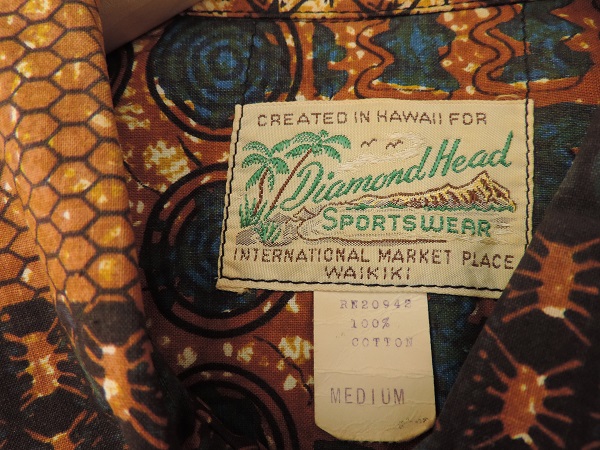 CREATED IN HAWAII FOR
Diamond Head
SPORTSWEAR
INTERNATIONAL MARKET PLACE
WAIKIKI
RN20942
100%
COTTON
MEDIUM